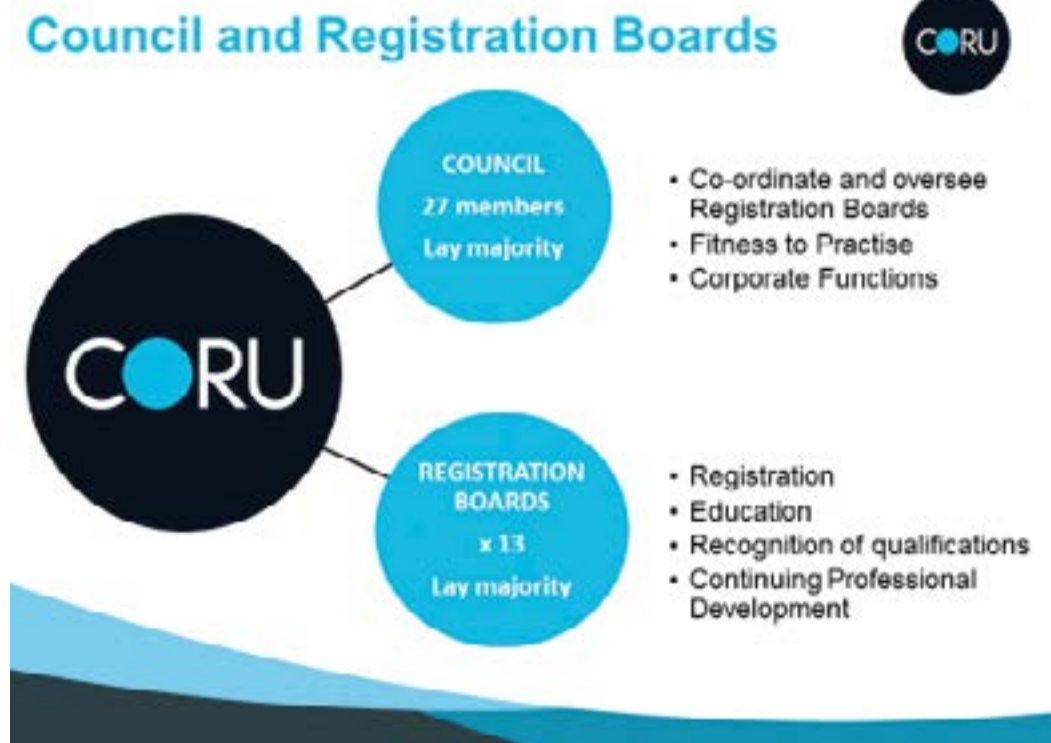 Council and Registration Boards
CORU
COUNCIL
27 members
Lay majority
• Co-ordinate and oversee
Registration Boards
• Fitness to Practise
• Corporate Functions
CORU
REGISTRATION
BOARDS
x 13
Lay majority
• Registration
• Education
• Recognition of qualifications
• Continuing Professional
Development